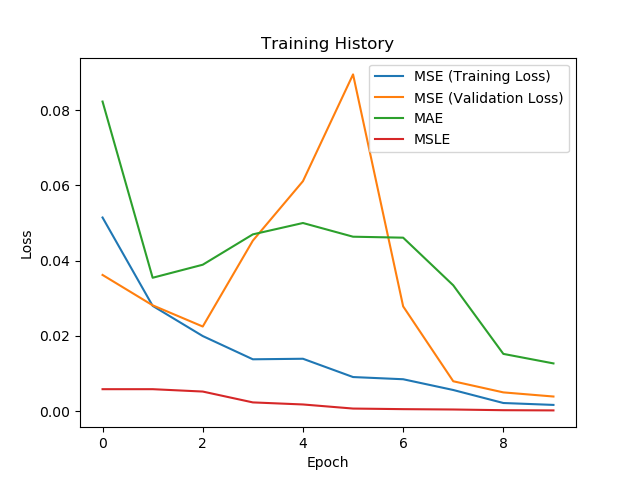 Training History
MSE (Training Loss)
MSE (Validation Loss)
MAE
MSLE
0.08
0.06
0.04
0.02
0.00
Loss
0 2 4 6 8
Epoch